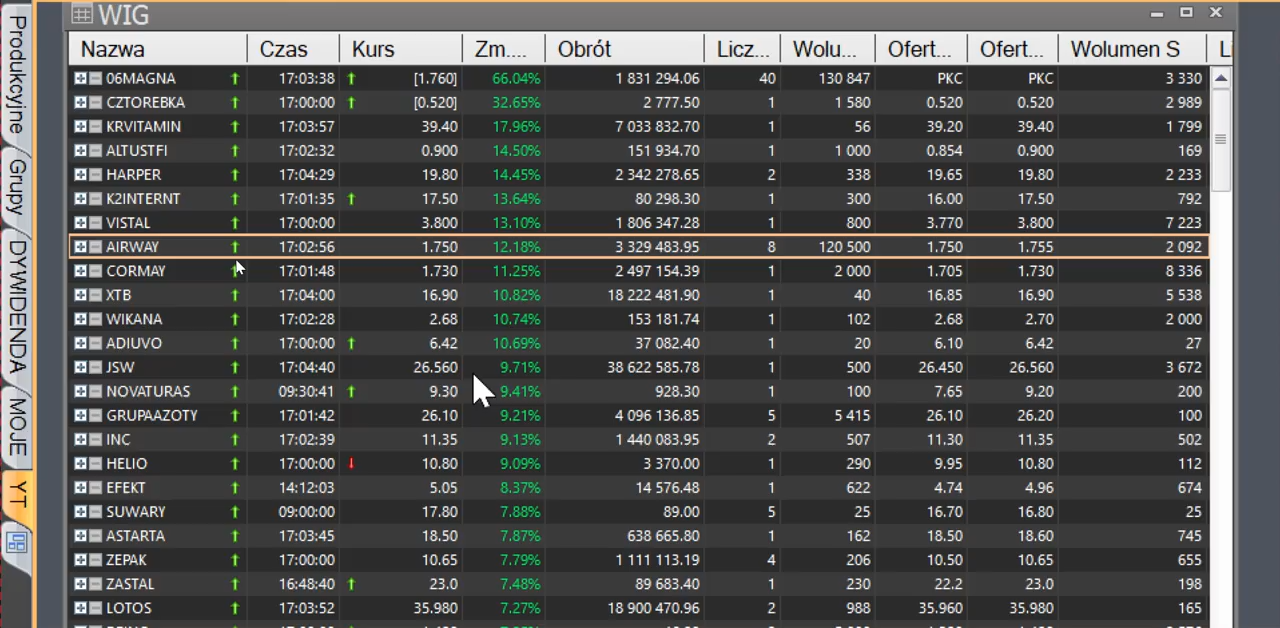 WIG
Nazwa Czas Kurs Zm.... Obrót Licz... Wolu... Ofert... Ofert... Wolumen S Li
06MAGNA 17:03:38 [1.760] 66.04% 1 831 294.06 40 130 847 PKC PKC 3 330
CZTOREBKA 17:00:00 [0.520] 32.65% 2 777.50 1 1 580 0.520 0.520 2 989
KRVITAMIN 17:03:57 39.40 17.96% 7 033 832.70 1 56 39.20 39.40 1 799
ALTUSTFI 17:02:32 0.900 14.50% 151 934.70 1 1 000 0.854 0.900 169
HARPER 17:04:29 19.80 14.45% 2 342 278.65 2 338 19.65 19.80 2 233
K2INTERNT 17:01:35 17.50 13.64% 80 298.30 1 300 16.00 17.50 792
VISTAL 17:00:00 3.800 13.10% 1 806 347.28 1 800 3.770 3.800 7 223
AIRWAY 17:02:56 1.750 12.18% 3 329 483.95 8 120 500 1.750 1.755 2 092
CORMAY 17:01:48 1.730 11.25% 2 497 154.39 1 2 000 1.705 1.730 8 336
XTB 17:04:00 16.90 10.82% 18 222 481.90 1 40 16.85 16.90 5 538
WIKANA 17:02:28 2.68 10.74% 153 181.74 1 102 2.68 2.70 2 000
ADIUVO 17:00:00 6.42 10.69% 37 082.40 1 20 6.10 6.42 27
JSW 17:04:40 26.560 9.71% 38 622 585.78 1 500 26.450 26.560 3 672
NOVATURAS 09:30:41 9.30 9.41% 928.30 1 100 7.65 9.20 200
GRUPAAZOTY 17:01:42 26.10 9.21% 4 096 136.85 5 5 415 26.10 26.20 100
INC 17:02:39 11.35 9.13% 1 440 083.95 2 507 11.30 11.35 502
HELIO 17:00:00 10.80 9.09% 3 370.00 1 290 9.95 10.80 112
EFEKT 14:12:03 5.05 8.37% 14 576.48 1 622 4.74 4.96 674
SUWARY 09:00:00 17.80 7.88% 89.00 5 25 16.70 16.80 25
ASTARTA 17:03:45 18.50 7.87% 638 665.80 1 162 18.50 18.60 745
ZEPAK 17:00:00 10.65 7.79% 1 111 113.19 4 206 10.50 10.65 655
ZASTAL 16:48:40 23.0 7.48% 89 683.40 1 230 22.2 23.0 198
LOTOS 17:03:52 35.980 7.27% 18 900 470.96 2 988 35.960 35.980 165
Produkcyjne
Grupy
DYWIDENDA
MOJE
YT